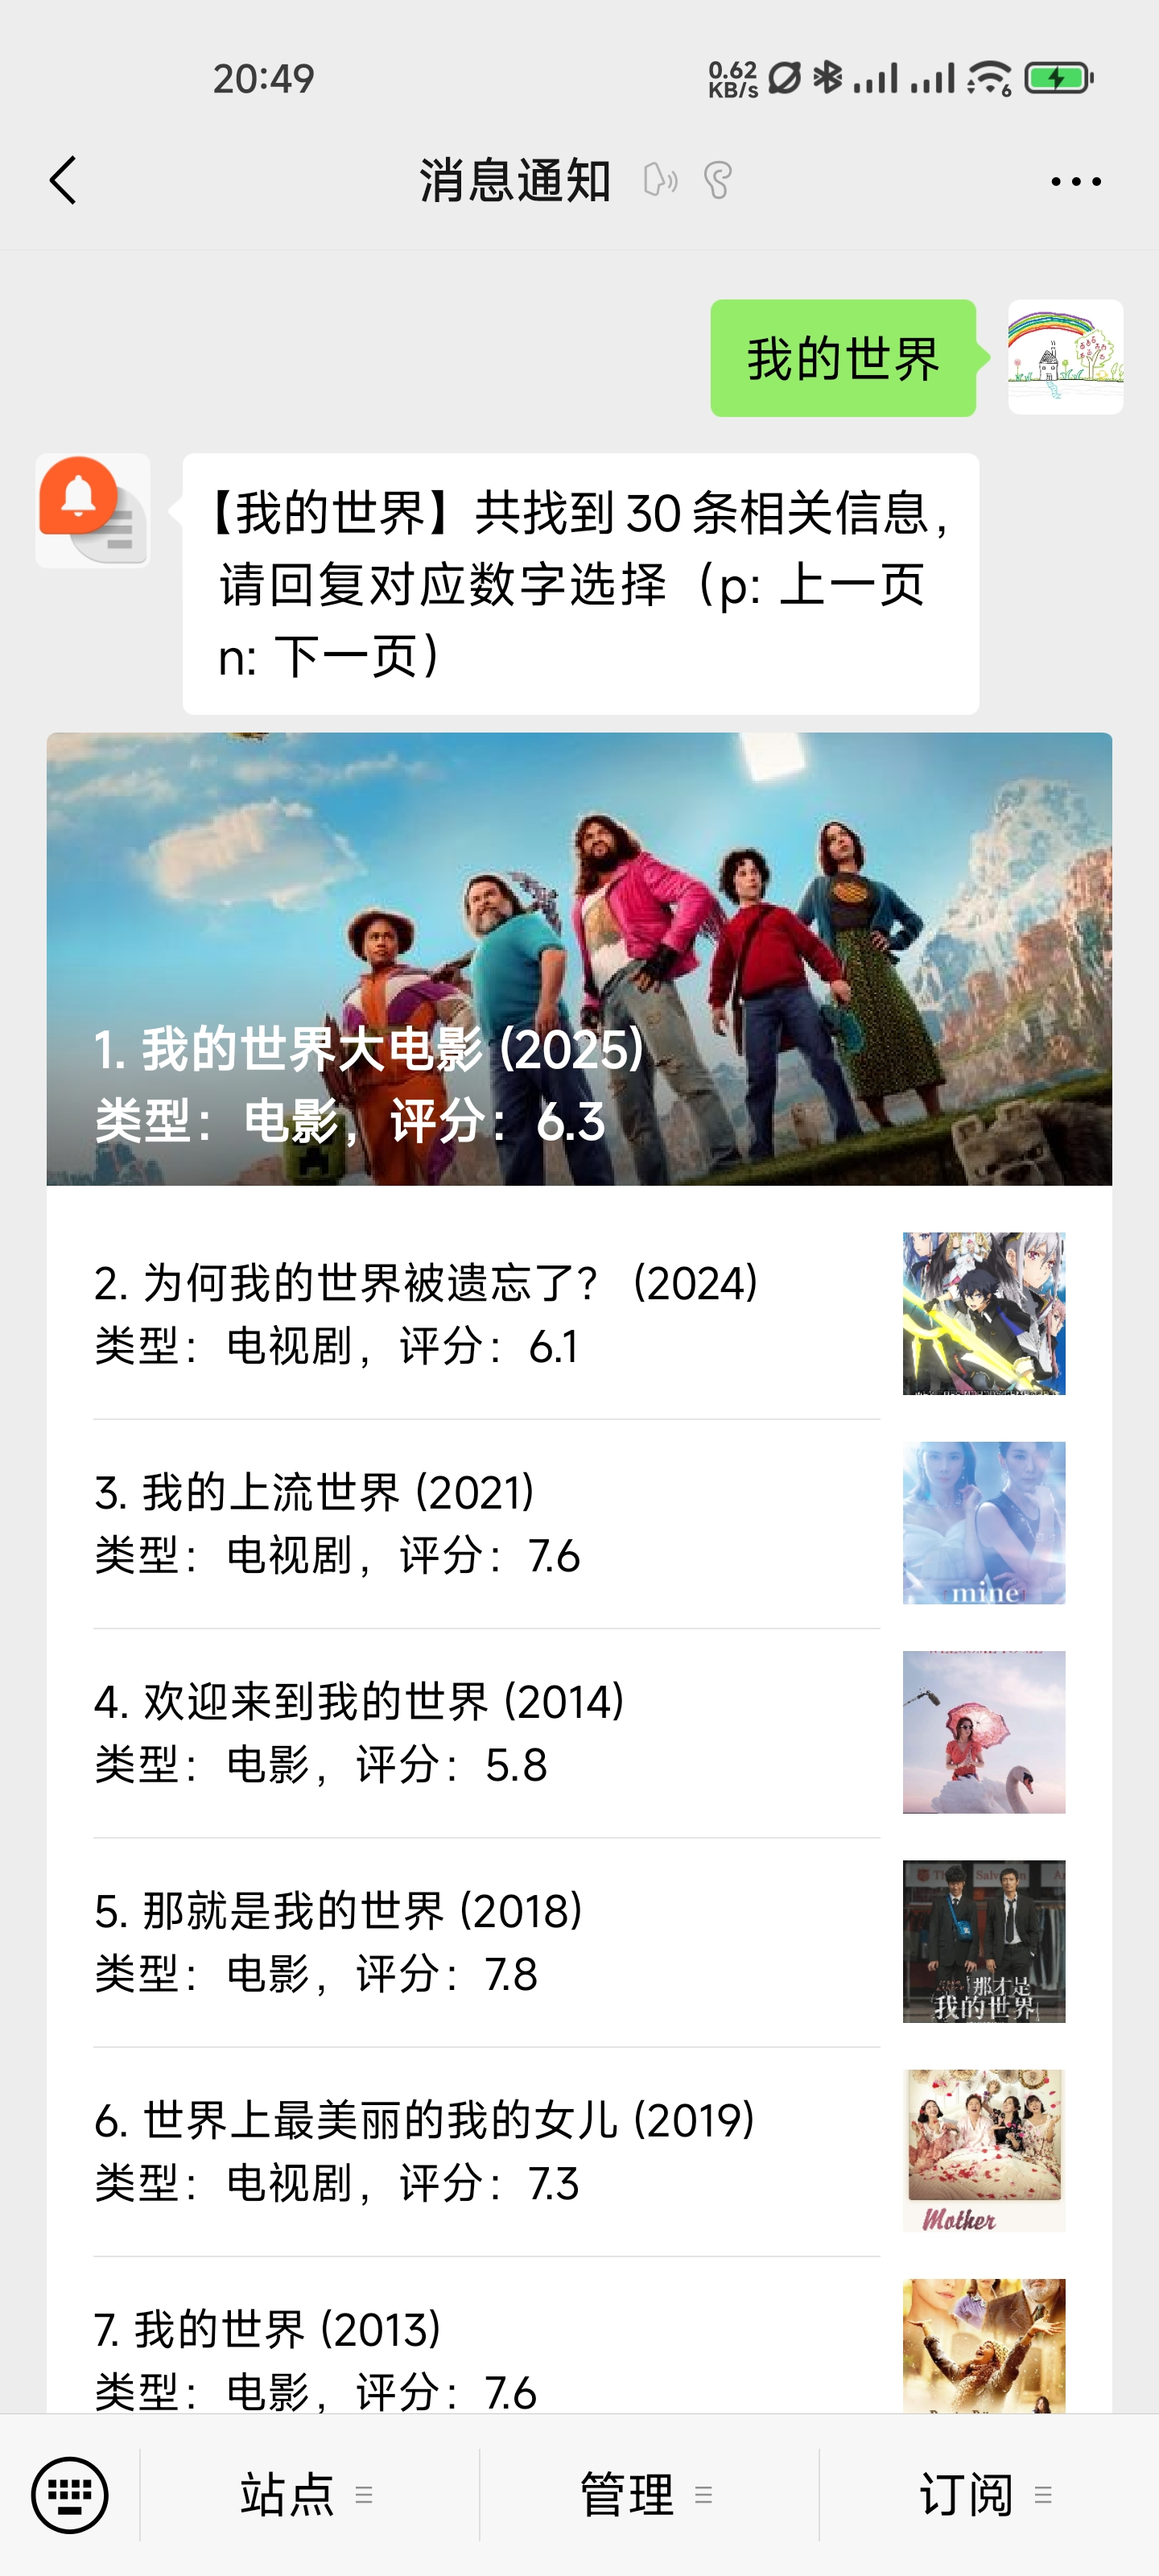 20:49
0.62
KB/s
6
消息通知
我的世界
【我的世界】共找到 30 条相关信息，
请回复对应数字选择（p: 上一页
n: 下一页）
1. 我的世界大电影 (2025)
类型：电影，评分：6.3
2. 为何我的世界被遗忘了？ (2024)
类型：电视剧，评分：6.1
3. 我的上流世界 (2021)
类型：电视剧，评分：7.6
mine
4. 欢迎来到我的世界 (2014)
类型：电影，评分：5.8
5. 那就是我的世界 (2018)
类型：电影，评分：7.8
那才是
我的世界
6. 世界上最美丽的我的女儿 (2019)
类型：电视剧，评分：7.3
Mother
7. 我的世界 (2013)
类型：电影，评分：7.6
站点
管理
订阅